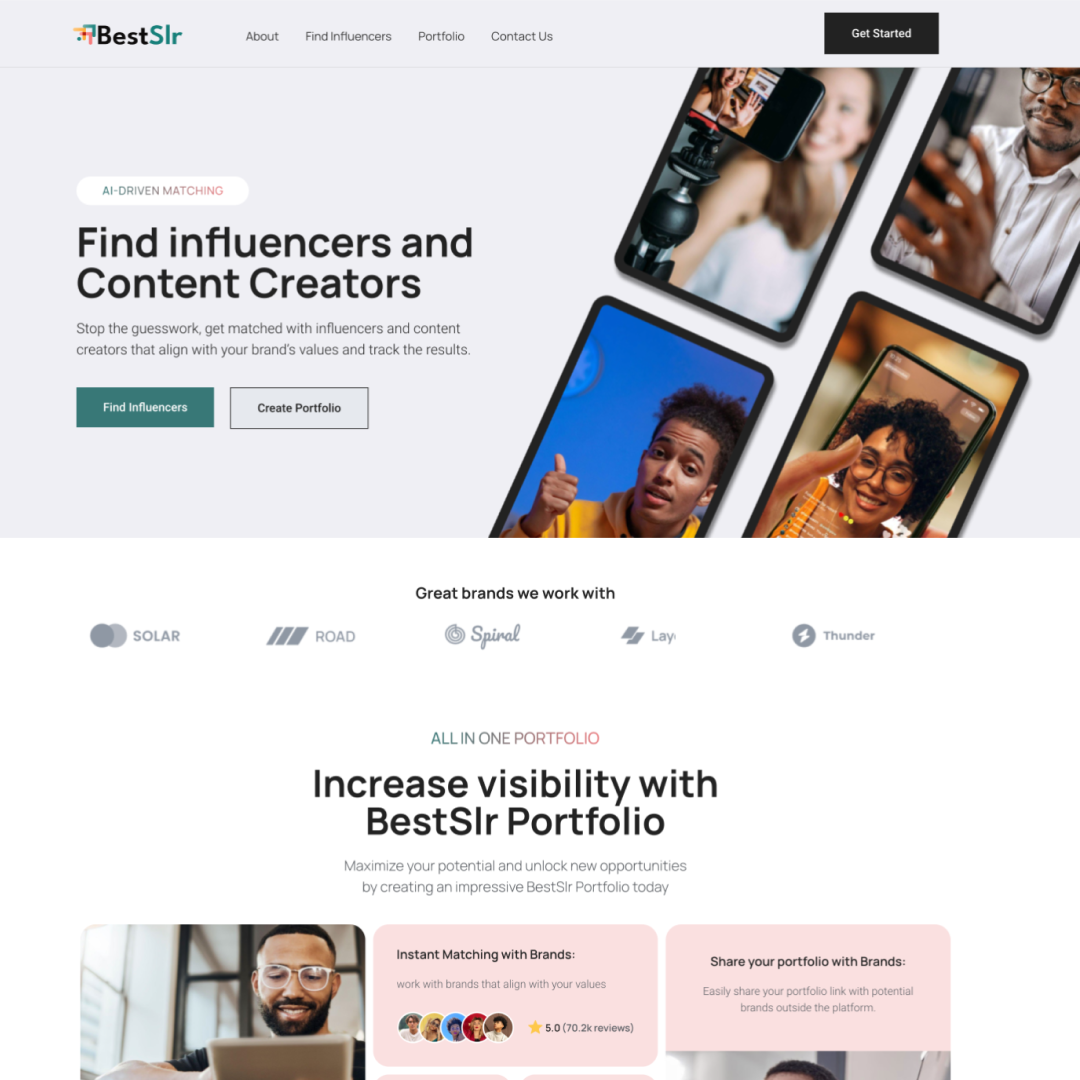 BestSlr
About
Find Influencers
Portfolio
Contact Us
Get Started
AI-DRIVEN MATCHING
Find influencers and
Content Creators
Stop the guesswork, get matched with influencers and content
creators that align with your brand's values and track the results.
Find Influencers
Create Portfolio
Great brands we work with
SOLAR
ROAD
Spiral
Lay
Thunder
ALL IN ONE PORTFOLIO
Increase visibility with
BestSlr Portfolio
Maximize your potential and unlock new opportunities
by creating an impressive BestSlr Portfolio today
Instant Matching with Brands:
work with brands that align with your values
5.0 (70.2k reviews)
Share your portfolio with Brands:
Easily share your portfolio link with potential
brands outside the platform.